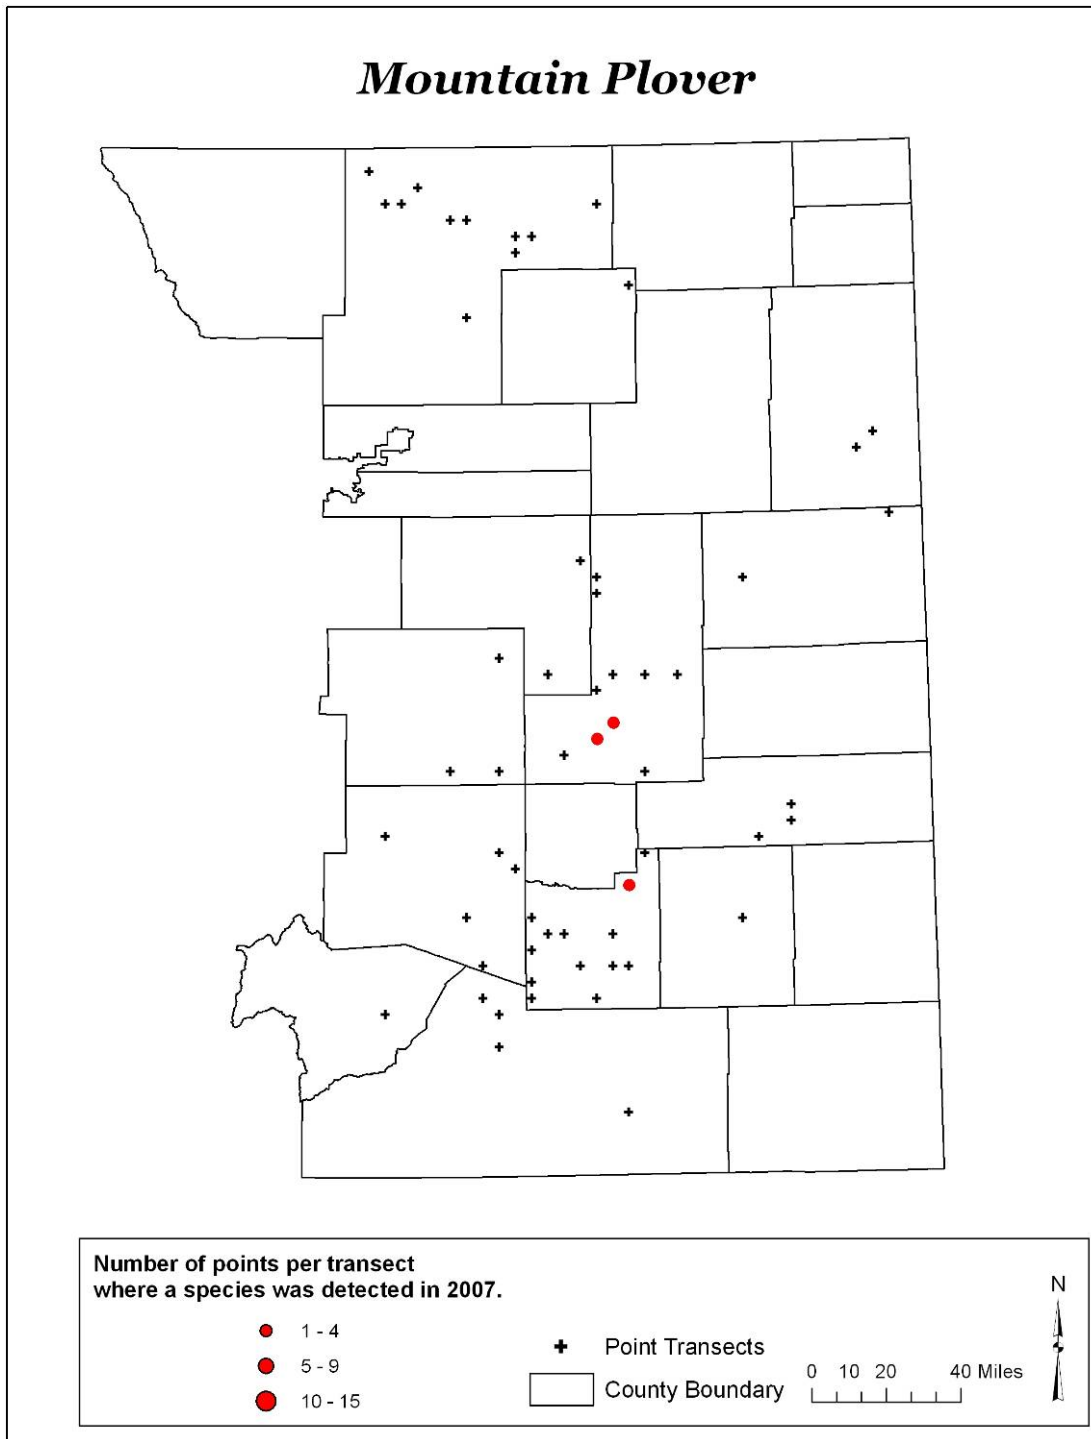 Mountain Plover
Number of points per transect
where a species was detected in 2007.
1 - 4
5 - 9
10 - 15
Point Transects
County Boundary
0 10 20 40 Miles
N